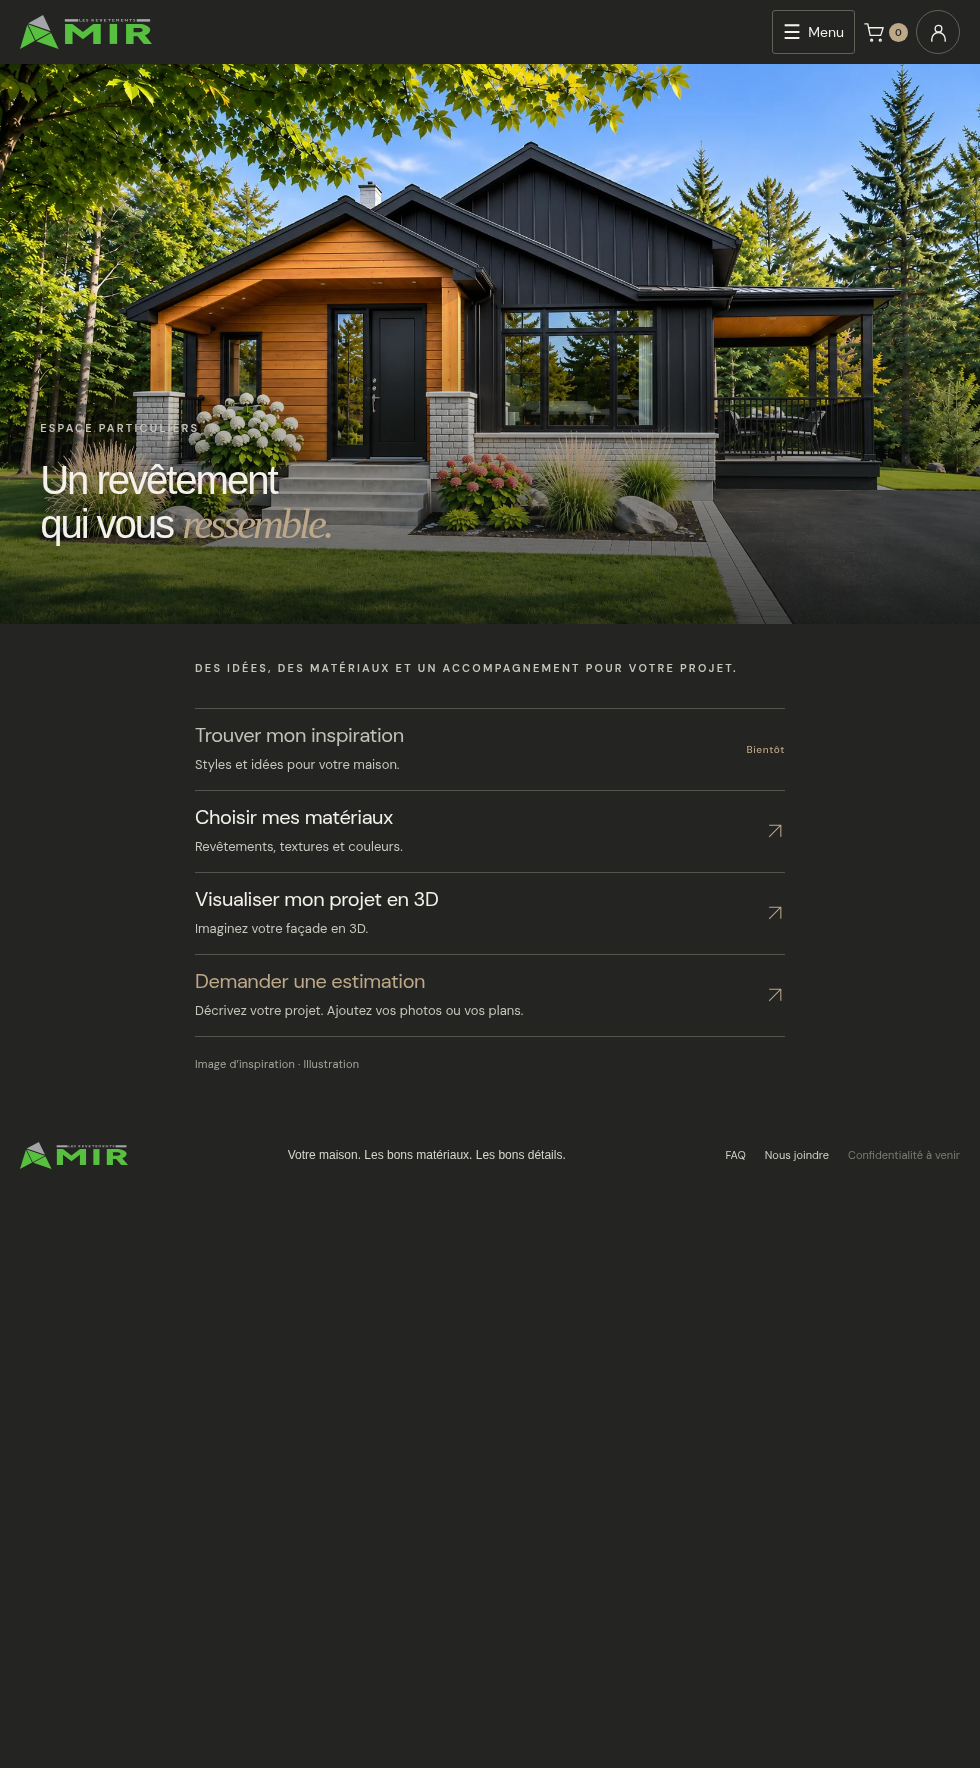 LES REVÊTEMENTS
MIR
Menu
0
ESPACE PARTICULIERS
Un revêtement
qui vous ressemble.
DES IDÉES, DES MATÉRIAUX ET UN ACCOMPAGNEMENT POUR VOTRE PROJET.
Trouver mon inspiration
Styles et idées pour votre maison.
Bientôt
Choisir mes matériaux
Revêtements, textures et couleurs.
Visualiser mon projet en 3D
Imaginez votre façade en 3D.
Demander une estimation
Décrivez votre projet. Ajoutez vos photos ou vos plans.
Image d’inspiration · Illustration
LES REVÊTEMENTS
MIR
Votre maison. Les bons matériaux. Les bons détails.
FAQ
Nous joindre
Confidentialité à venir